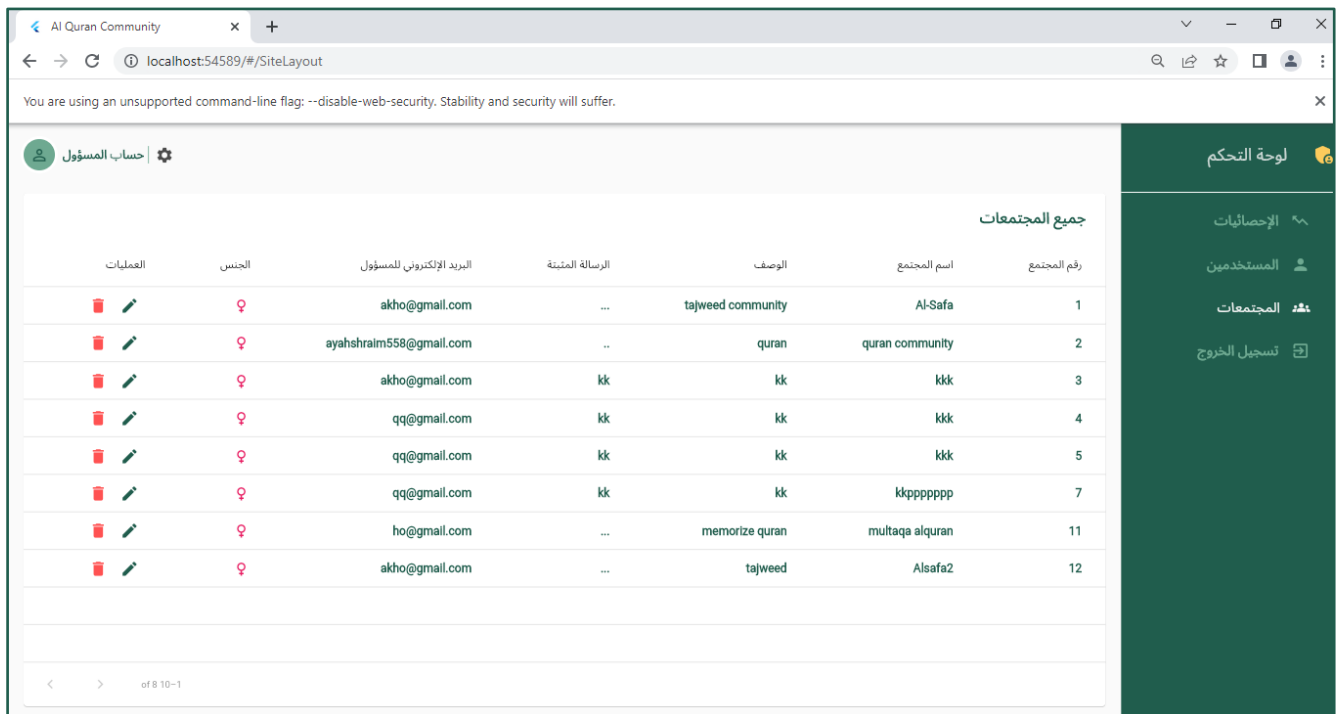 Al Quran Community
localhost:54589/#/SiteLayout
You are using an unsupported command-line flag: --disable-web-security. Stability and security will suffer.
لوحة التحكم
حساب المسؤول
الإحصائيات
المستخدمين
المجتمعات
تسجيل الخروج
جميع المجتمعات
رقم المجتمع اسم المجتمع الوصف الرسالة المثبتة البريد الإلكتروني للمسؤول الجنس العمليات
1 Al-Safa tajweed community ... akho@gmail.com
2 quran community quran .. ayahshraim558@gmail.com
3 kkk kk kk akho@gmail.com
4 kkk kk kk qq@gmail.com
5 kkk kk kk qq@gmail.com
7 kkppppppp kk kk qq@gmail.com
11 multaqa alquran memorize quran ... ho@gmail.com
12 Alsafa2 tajweed ... akho@gmail.com
of 8 10–1